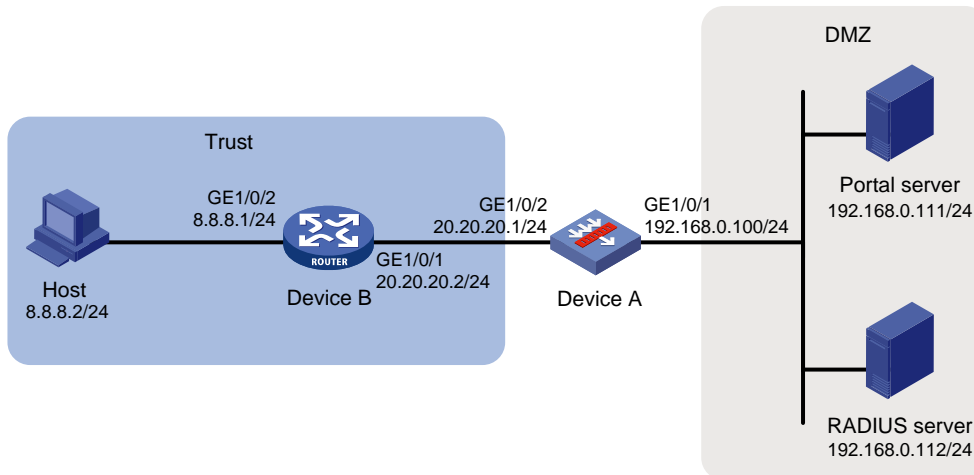 DMZ
Trust
GE1/0/2
8.8.8.1/24
GE1/0/2
20.20.20.1/24
GE1/0/1
192.168.0.100/24
Portal server
192.168.0.111/24
ROUTER
GE1/0/1
20.20.20.2/24
Host
8.8.8.2/24
Device B
Device A
RADIUS server
192.168.0.112/24